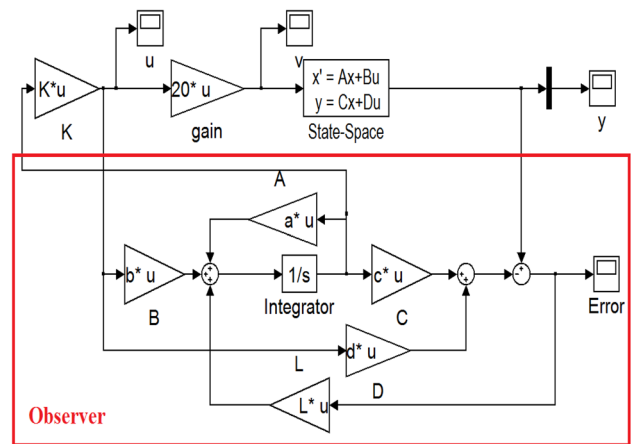 u
v
K*u
20* u
x' = Ax+Bu
y = Cx+Du
K
gain
State-Space
y
A
a* u
b* u
+
+
+
1/s
c* u
+
+
-
+
B
Integrator
C
Error
L
d* u
D
L* u
Observer